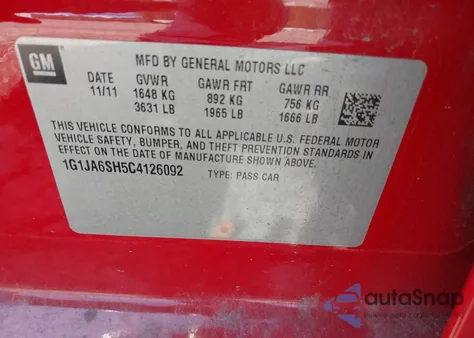 GM
MFD BY GENERAL MOTORS LLC
DATE GVWR GAWR FRT GAWR RR
11/11 1648 KG 892 KG 756 KG
3631 LB 1965 LB 1666 LB
THIS VEHICLE CONFORMS TO ALL APPLICABLE U.S. FEDERAL MOTOR
VEHICLE SAFETY, BUMPER, AND THEFT PREVENTION STANDARDS IN
EFFECT ON THE DATE OF MANUFACTURE SHOWN ABOVE.
1G1JA6SH5C4126092 TYPE: PASS CAR
autaSnap